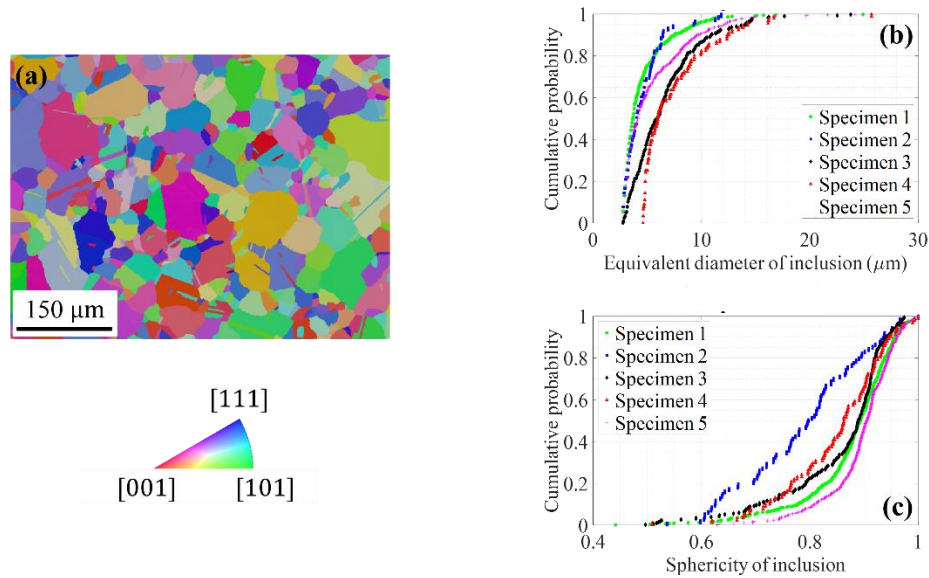 (a)
150 μm
[111]
[001]
[101]
(b)
Cumulative probability
1
0.8
0.6
0.4
0.2
0
Specimen 1
Specimen 2
Specimen 3
Specimen 4
Specimen 5
0
10
20
30
Equivalent diameter of inclusion (μm)
Cumulative probability
1
0.8
0.6
0.4
0.2
0
Specimen 1
Specimen 2
Specimen 3
Specimen 4
Specimen 5
(c)
0.4
0.6
0.8
1
Sphericity of inclusion